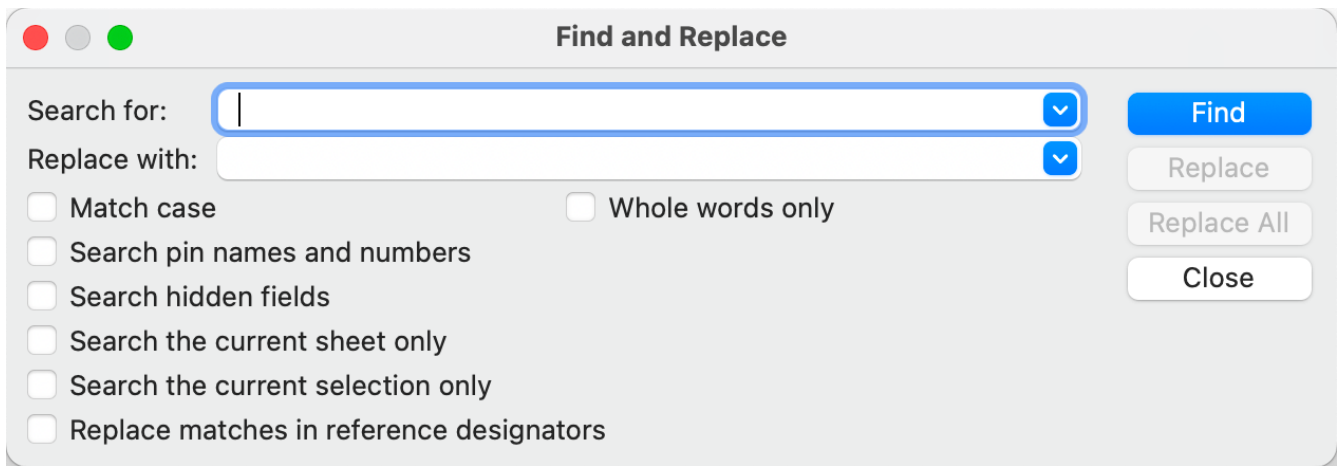 Find and Replace
Search for:
Find
Replace with:
Replace
Match case
Whole words only
Replace All
Search pin names and numbers
Search hidden fields
Close
Search the current sheet only
Search the current selection only
Replace matches in reference designators